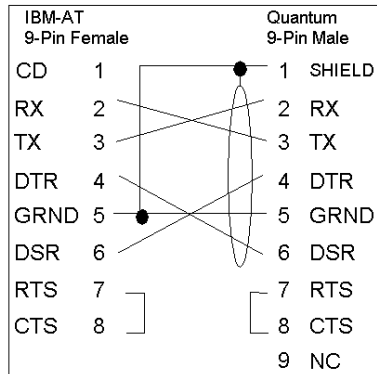 IBM-AT Quantum
9-Pin Female 9-Pin Male
CD 1 1 SHIELD
RX 2 2 RX
TX 3 3 TX
DTR 4 4 DTR
GRND 5 5 GRND
DSR 6 6 DSR
RTS 7 7 RTS
CTS 8 8 CTS
9 NC